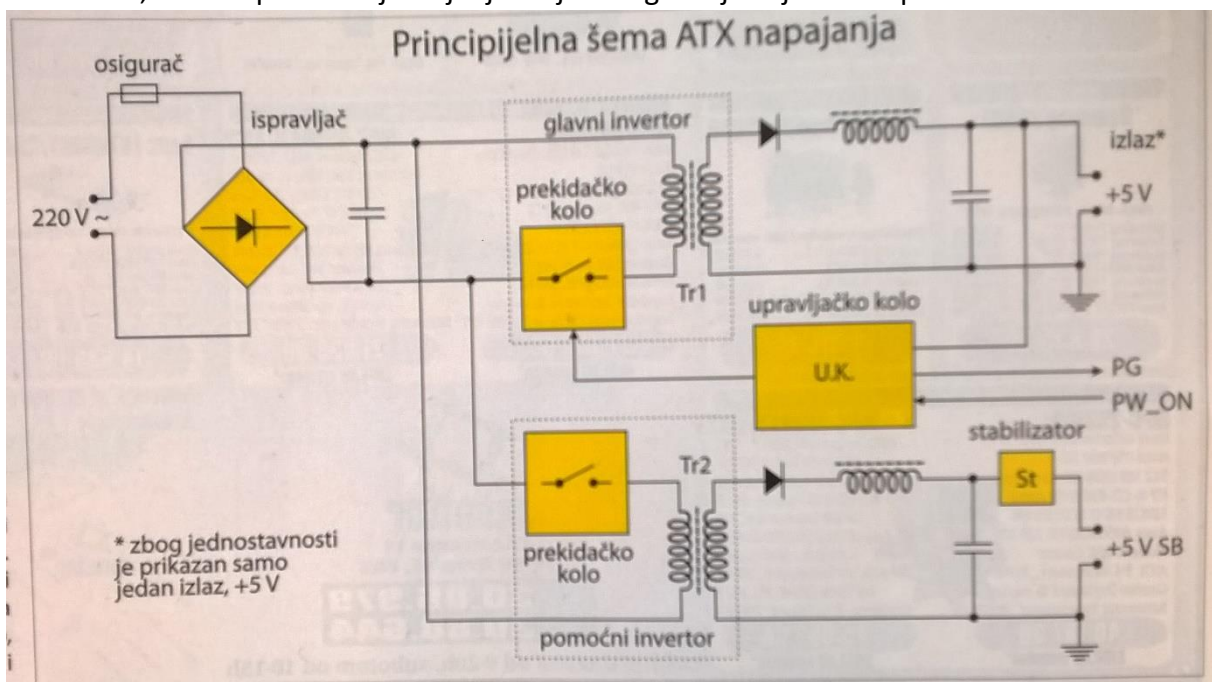 Principijelna šema ATX napajanja
osigurač
ispravljač
glavni invertor
izlaz*
prekidačko
kolo
220 V ~
+5 V
Tr1
upravljačko kolo
U.K.
PG
PW_ON
stabilizator
Tr2
St
* zbog jednostavnosti
je prikazan samo
jedan izlaz, +5 V
prekidačko
kolo
+5 V SB
pomoćni invertor